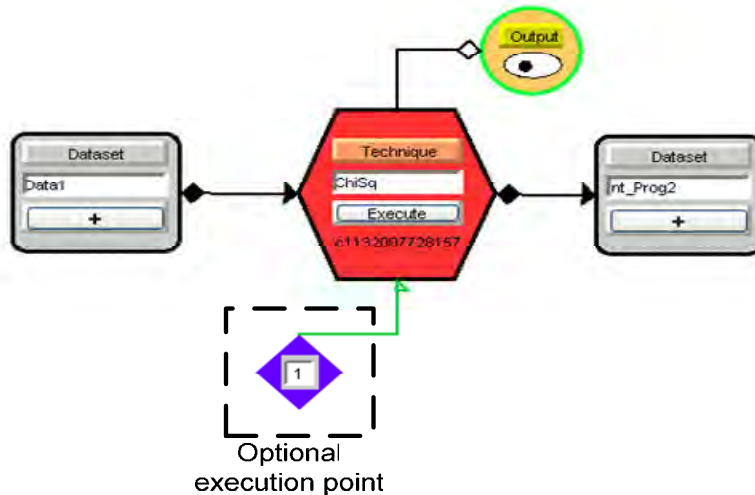 Output
Dataset
Data1
+
Technique
ChiSq
Execute
Dataset
nt_Prog2
+
1
Optional
execution point